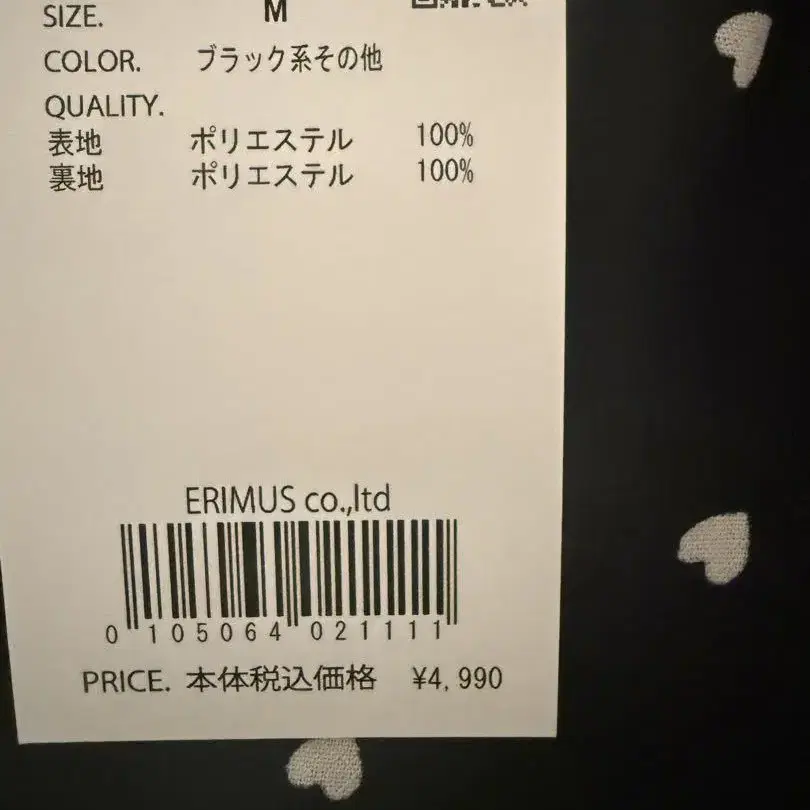 SIZE. M
COLOR. ブラック系その他
QUALITY.
表地 ポリエステル 100%
裏地 ポリエステル 100%
ERIMUS co.,ltd
0 105064 021111
PRICE. 本体税込価格 ¥4,990